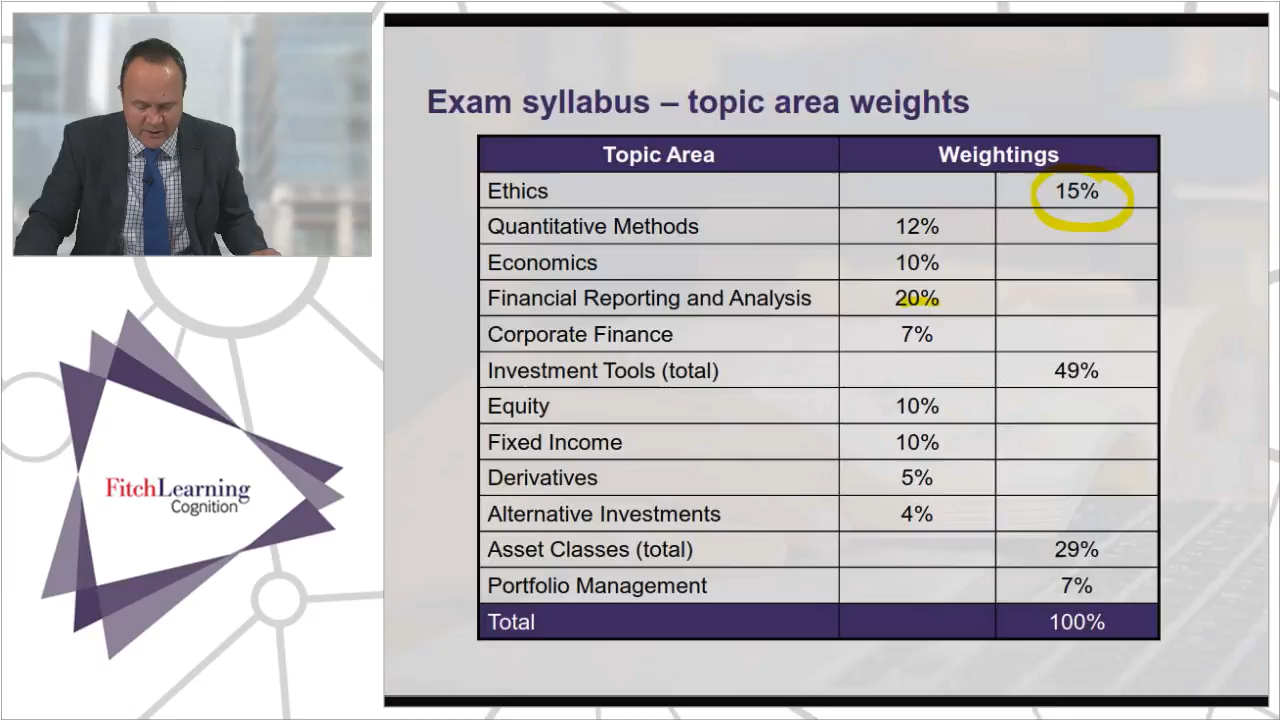 Exam syllabus – topic area weights
Topic Area Weightings
Ethics 15%
Quantitative Methods 12%
Economics 10%
Financial Reporting and Analysis 20%
Corporate Finance 7%
Investment Tools (total) 49%
Equity 10%
Fixed Income 10%
Derivatives 5%
Alternative Investments 4%
Asset Classes (total) 29%
Portfolio Management 7%
Total 100%
FitchLearning
Cognition